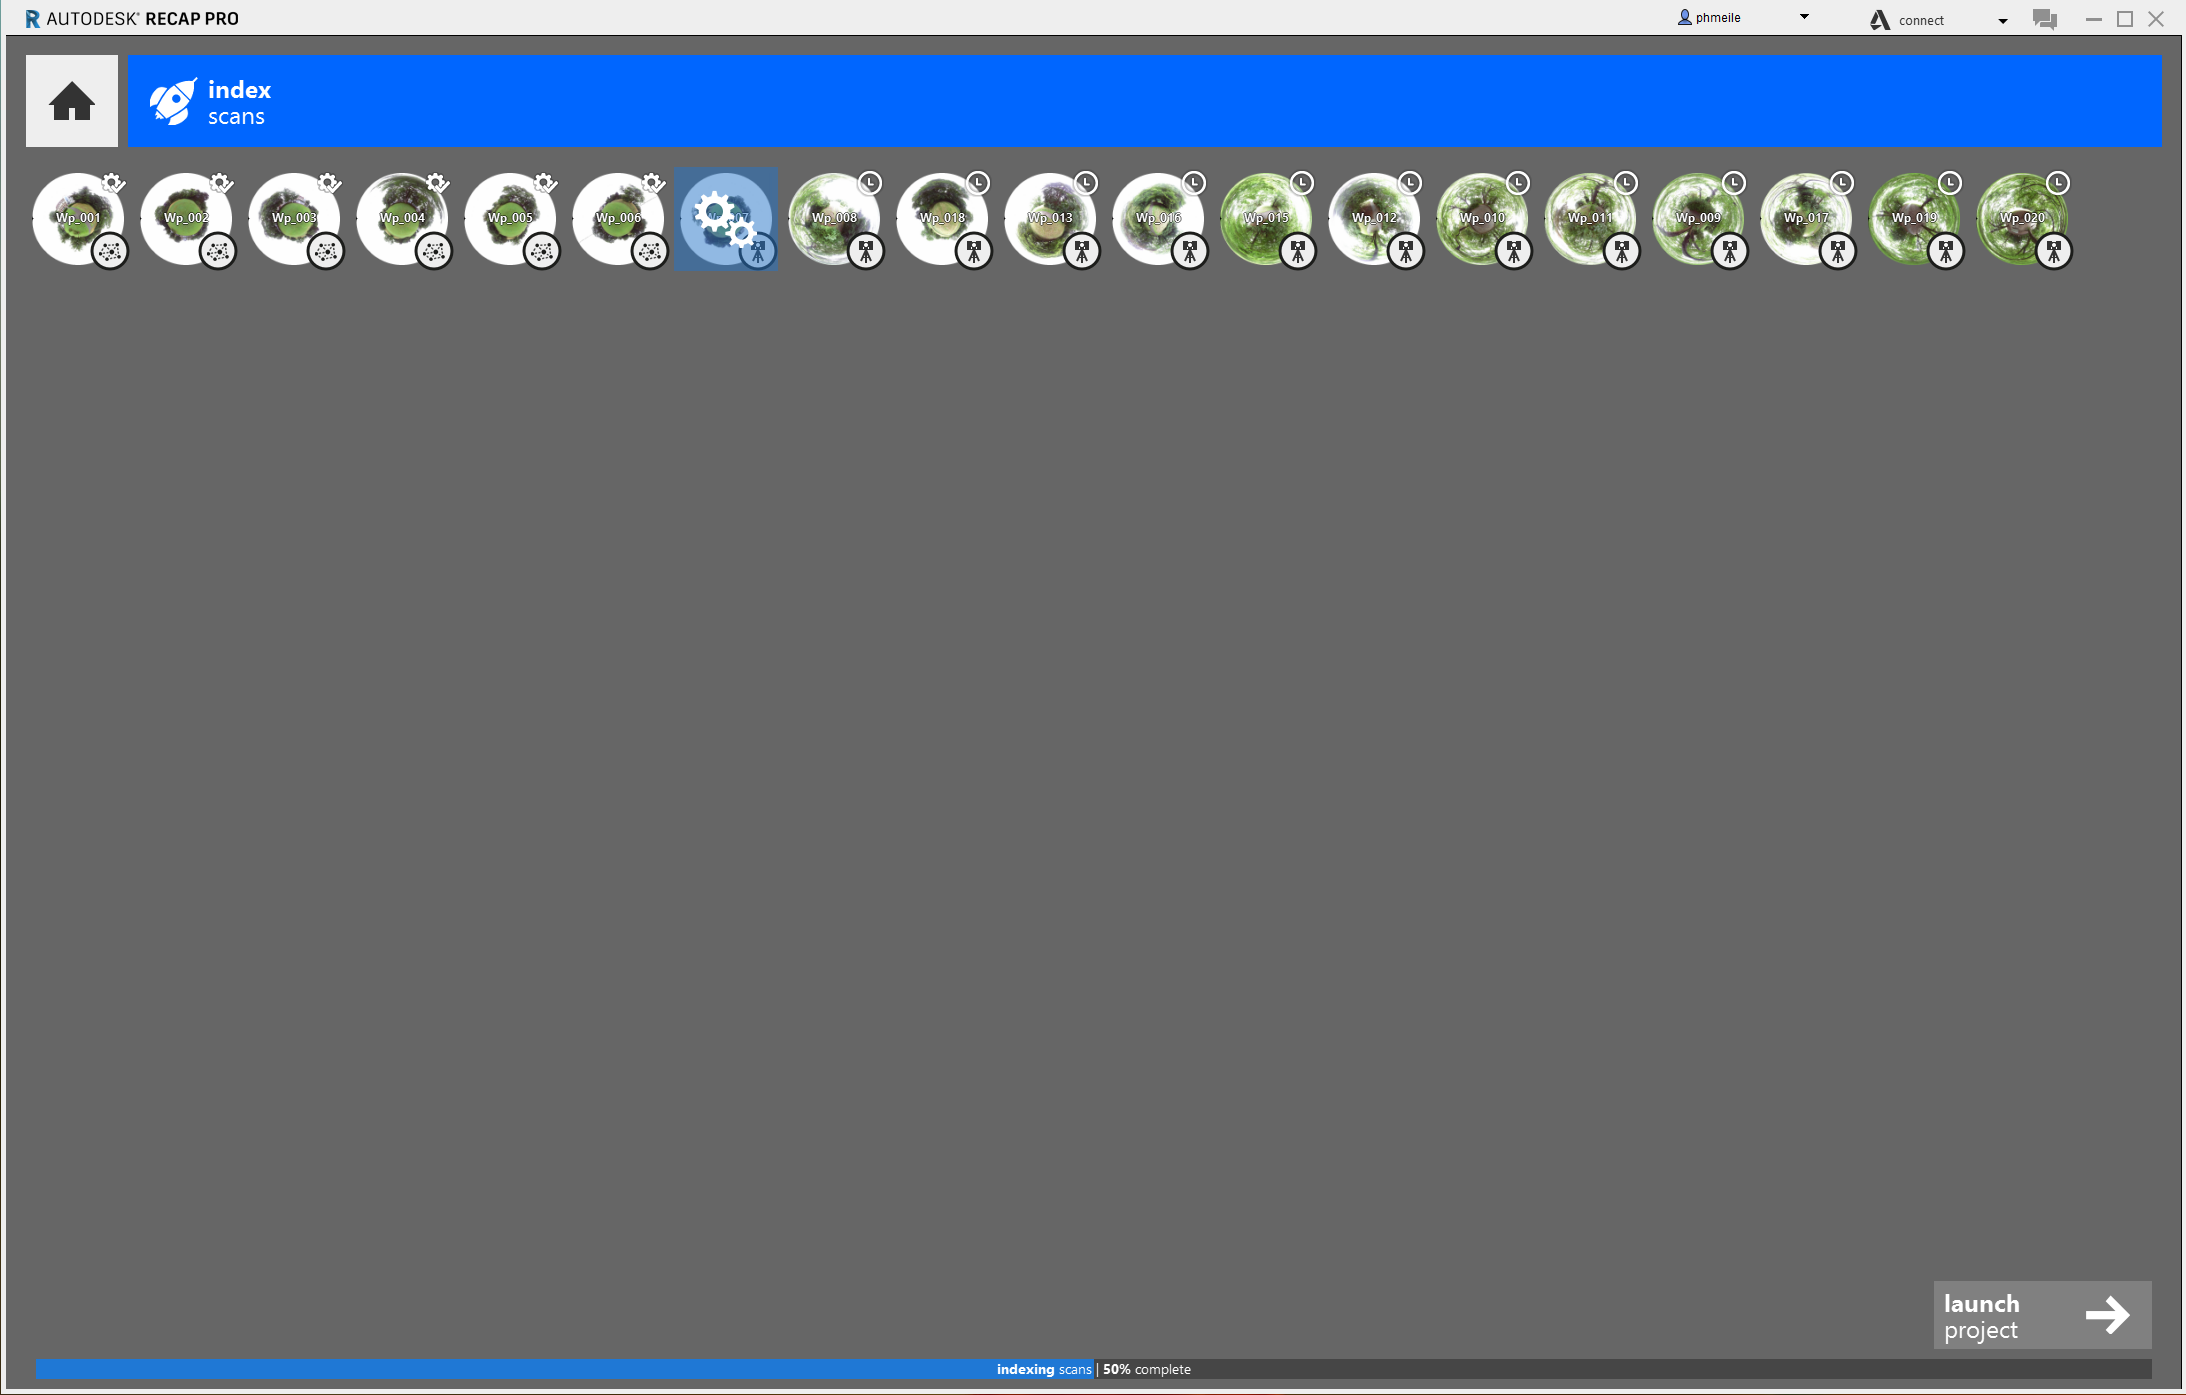 AUTODESK® RECAP PRO
phmeile
connect
index
scans
Wp_001
Wp_002
Wp_003
Wp_004
Wp_005
Wp_006
Wp_008
Wp_018
Wp_013
Wp_016
Wp_015
Wp_012
Wp_010
Wp_011
Wp_009
Wp_017
Wp_019
Wp_020
launch
project
indexing scans | 50% complete